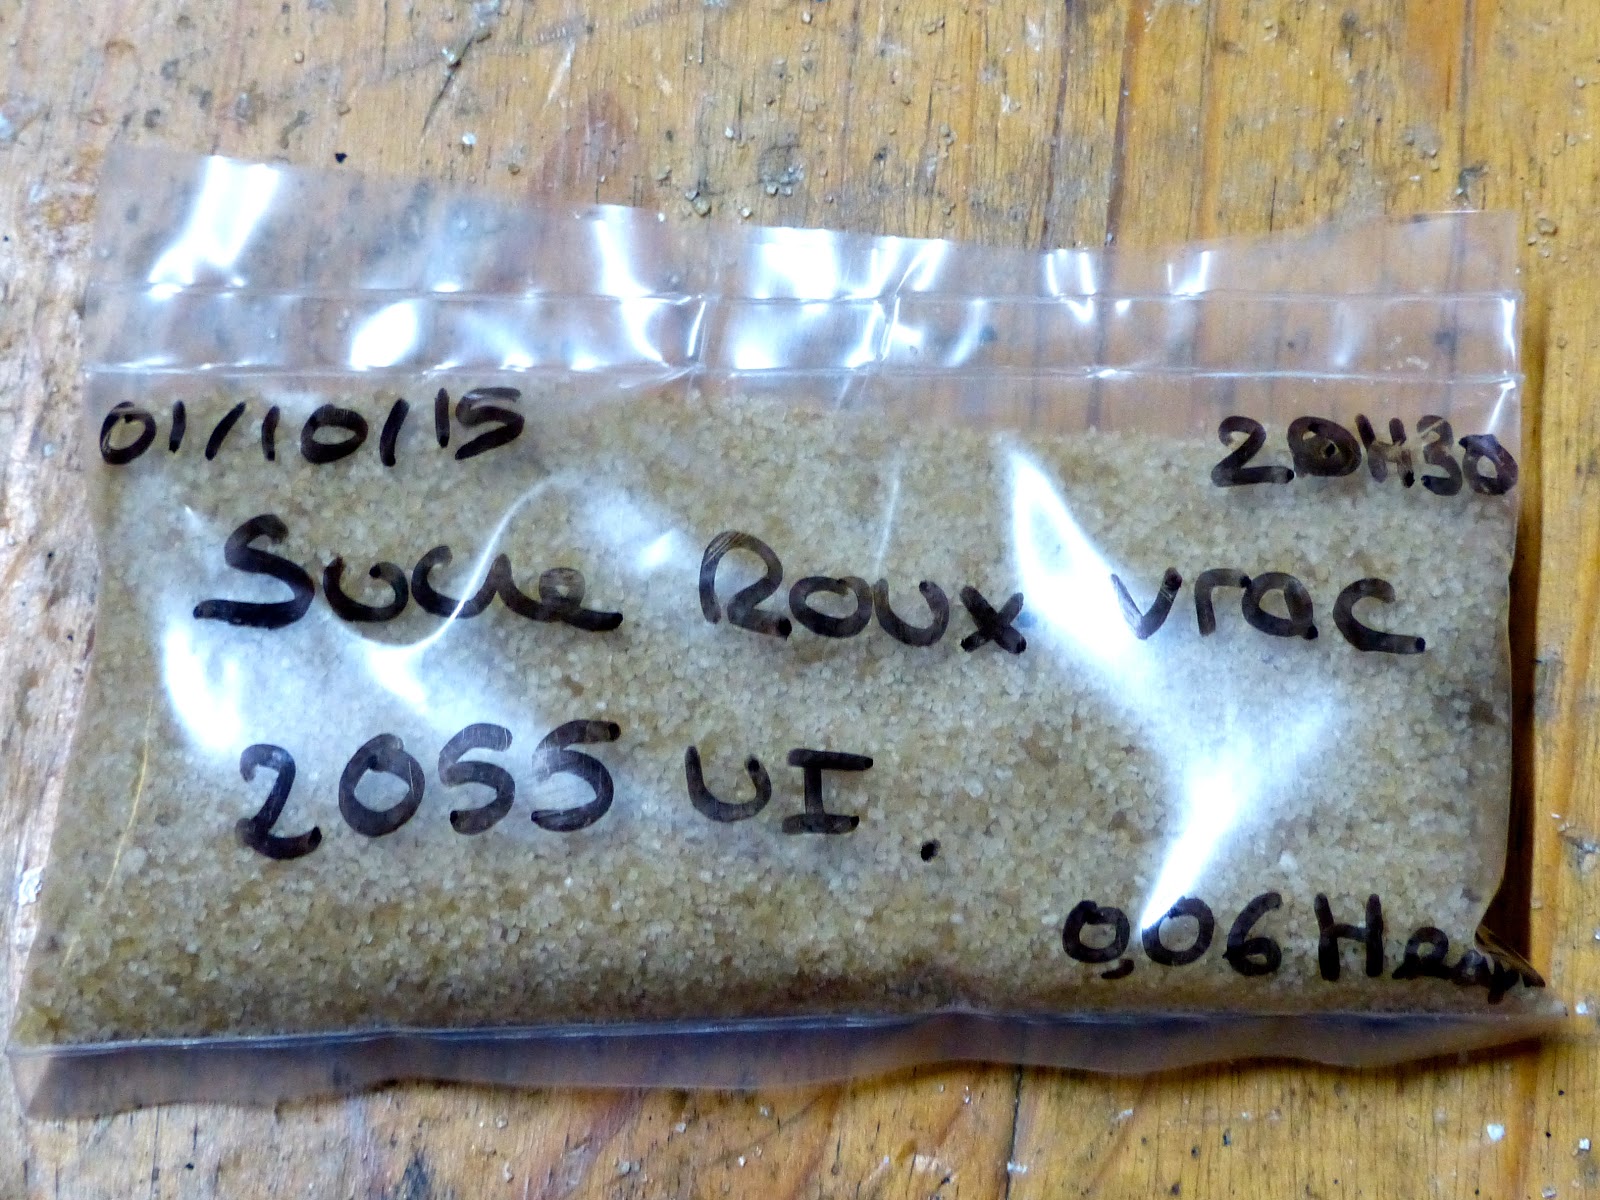 01/10/15
20H30
Sucre Roux vrac
2055 UI.
0,06